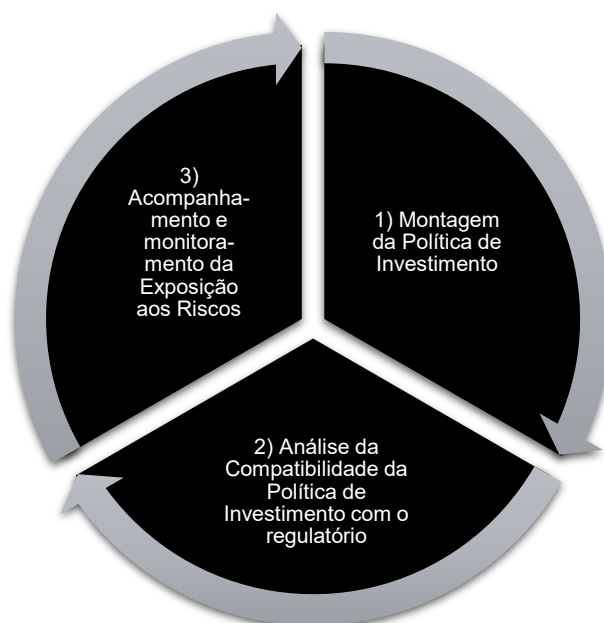 1) Montagem
da Política de
Investimento
2) Análise da
Compatibilidade da
Política de
Investimento com o
regulatório
3)
Acompanha-
mento e
monitora-
mento da
Exposição
aos Riscos